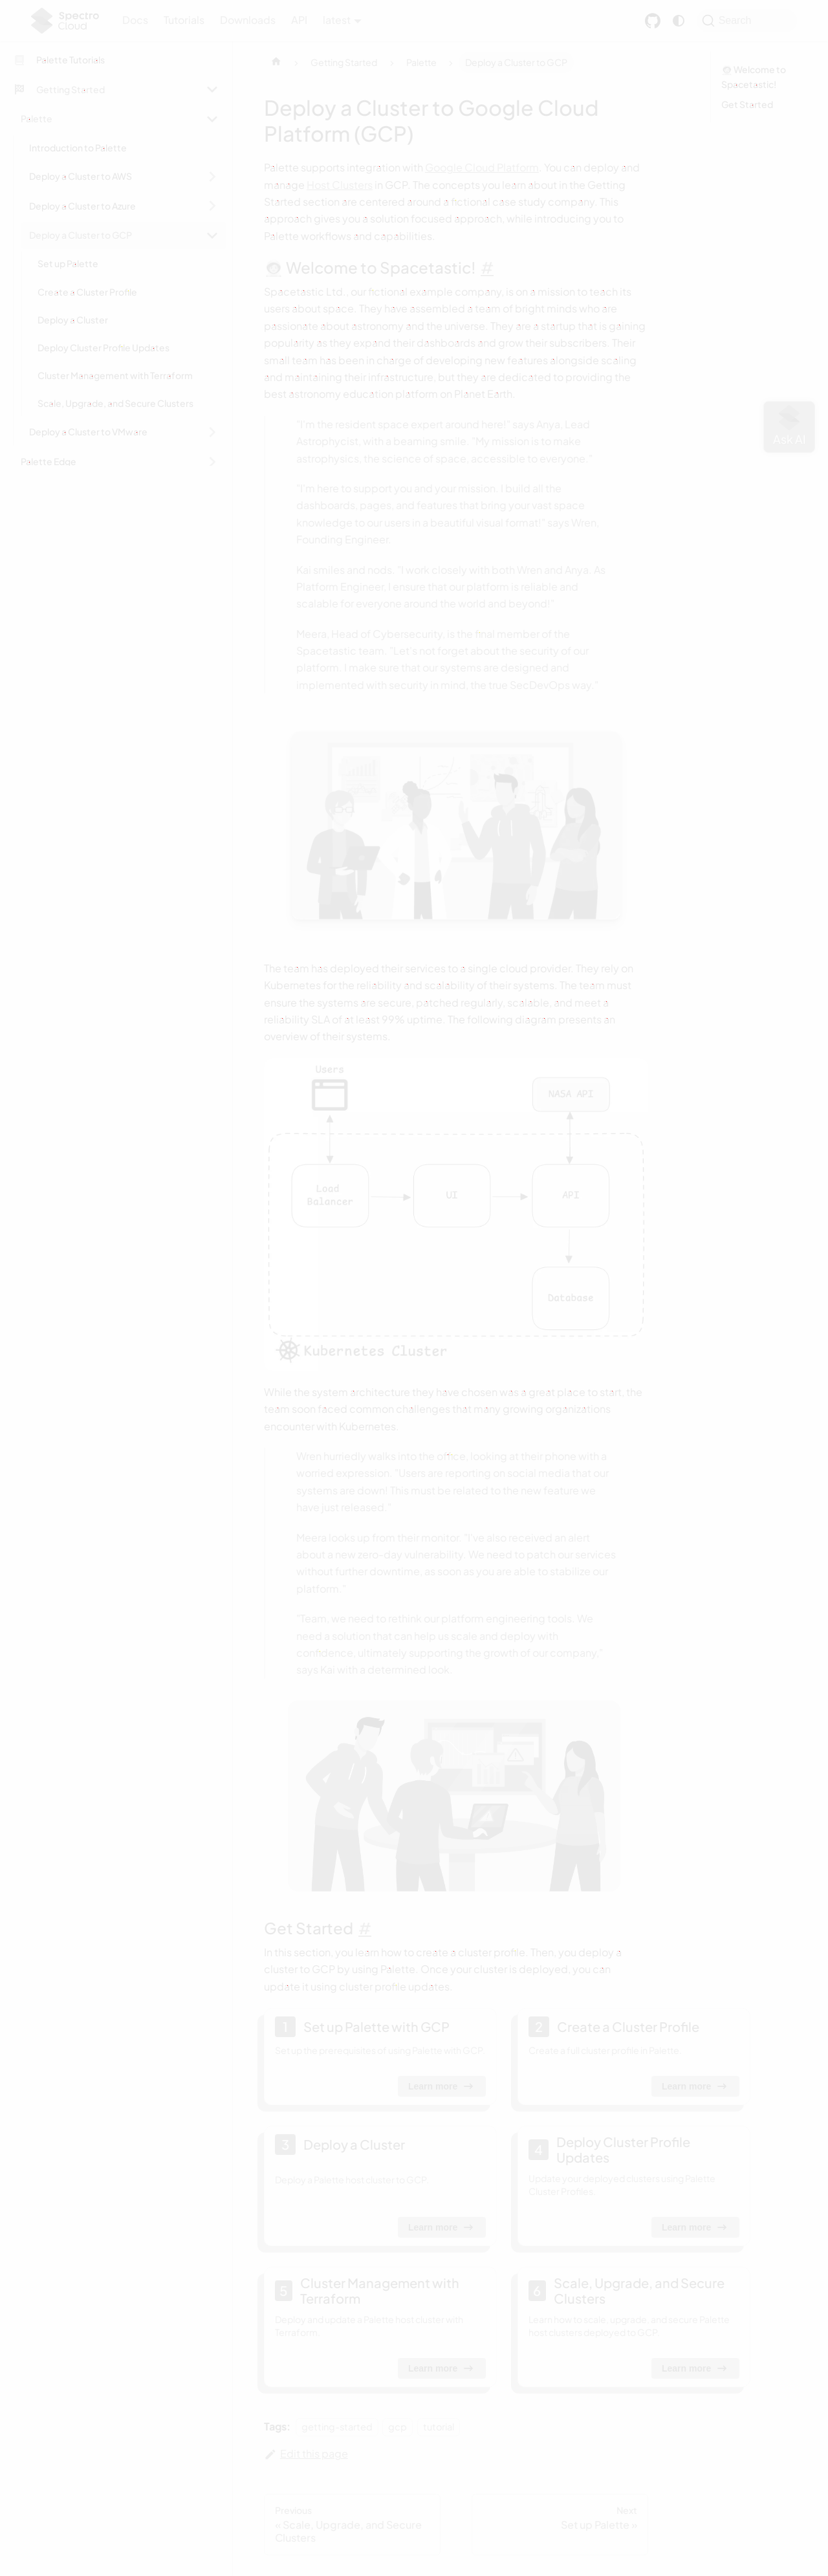 Spectro
Cloud
Docs
Tutorials
Downloads
API
latest
Search
Palette Tutorials
Getting Started
Palette
Introduction to Palette
Deploy a Cluster to AWS
Deploy a Cluster to Azure
Deploy a Cluster to GCP
Set up Palette
Create a Cluster Profile
Deploy a Cluster
Deploy Cluster Profile Updates
Cluster Management with Terraform
Scale, Upgrade, and Secure Clusters
Deploy a Cluster to VMware
Palette Edge
Getting Started
Palette
Deploy a Cluster to GCP
Deploy a Cluster to Google Cloud
Platform (GCP)
Palette supports integration with Google Cloud Platform. You can deploy and
manage Host Clusters in GCP. The concepts you learn about in the Getting
Started section are centered around a fictional case study company. This
approach gives you a solution focused approach, while introducing you to
Palette workflows and capabilities.
🧑‍🚀 Welcome to Spacetastic! #
Spacetastic Ltd., our fictional example company, is on a mission to teach its
users about space. They have assembled a team of bright minds who are
passionate about astronomy and the universe. They are a startup that is gaining
popularity as they expand their dashboards and grow their subscribers. Their
small team has been in charge of developing new features alongside scaling
and maintaining their infrastructure, but they are dedicated to providing the
best astronomy education platform on Planet Earth.
"I'm the resident space expert around here!" says Anya, Lead
Astrophycist, with a beaming smile. "My mission is to make
astrophysics, the science of space, accessible to everyone."
"I'm here to support you and your mission. I build all the
dashboards, pages, and features that bring your vast space
knowledge to our users in a beautiful visual format!" says Wren,
Founding Engineer.
Kai smiles and nods. "I work closely with both Wren and Anya. As
Platform Engineer, I ensure that our platform is reliable and
scalable for everyone around the world and beyond!"
Meera, Head of Cybersecurity, is the final member of the
Spacetastic team. "Let's not forget about the security of our
platform. I make sure that our systems are designed and
implemented with security in mind, the true SecDevOps way."
The team has deployed their services to a single cloud provider. They rely on
Kubernetes for the reliability and scalability of their systems. The team must
ensure the systems are secure, patched regularly, scalable, and meet a
reliability SLA of at least 99% uptime. The following diagram presents an
overview of their systems.
Users
NASA API
Load
Balancer
UI
API
Database
Kubernetes Cluster
While the system architecture they have chosen was a great place to start, the
team soon faced common challenges that many growing organizations
encounter with Kubernetes.
Wren hurriedly walks into the office, looking at their phone with a
worried expression. "Users are reporting on social media that our
systems are down! This must be related to the new feature we
have just released."
Meera looks up from their monitor. "I've also received an alert
about a new zero-day vulnerability. We need to patch our services
without further downtime, as soon as you are able to stabilize our
platform."
"Team, we need to rethink our platform engineering tools. We
need a solution that can help us scale and deploy with
confidence, ultimately supporting the growth of our company,"
says Kai with a determined look.
Get Started #
In this section, you learn how to create a cluster profile. Then, you deploy a
cluster to GCP by using Palette. Once your cluster is deployed, you can
update it using cluster profile updates.
1 Set up Palette with GCP
Set up the prerequisites of using Palette with GCP
Learn more
2 Create a Cluster Profile
Create a full cluster profile in Palette
Learn more
3 Deploy a Cluster
Deploy a Palette host cluster to GCP
Learn more
4 Deploy Cluster Profile
Updates
Update your deployed clusters using Palette
Cluster Profiles
Learn more
5 Cluster Management with
Terraform
Deploy and update a Palette host cluster with
Terraform.
Learn more
6 Scale, Upgrade, and Secure
Clusters
Learn how to scale, upgrade, and secure Palette
host clusters deployed to GCP.
Learn more
Tags:
getting-started
gcp
tutorial
Edit this page
Previous
« Scale, Upgrade, and Secure
Clusters
Next
Set up Palette »
🧑‍🚀 Welcome to
Spacetastic!
Get Started
Ask AI